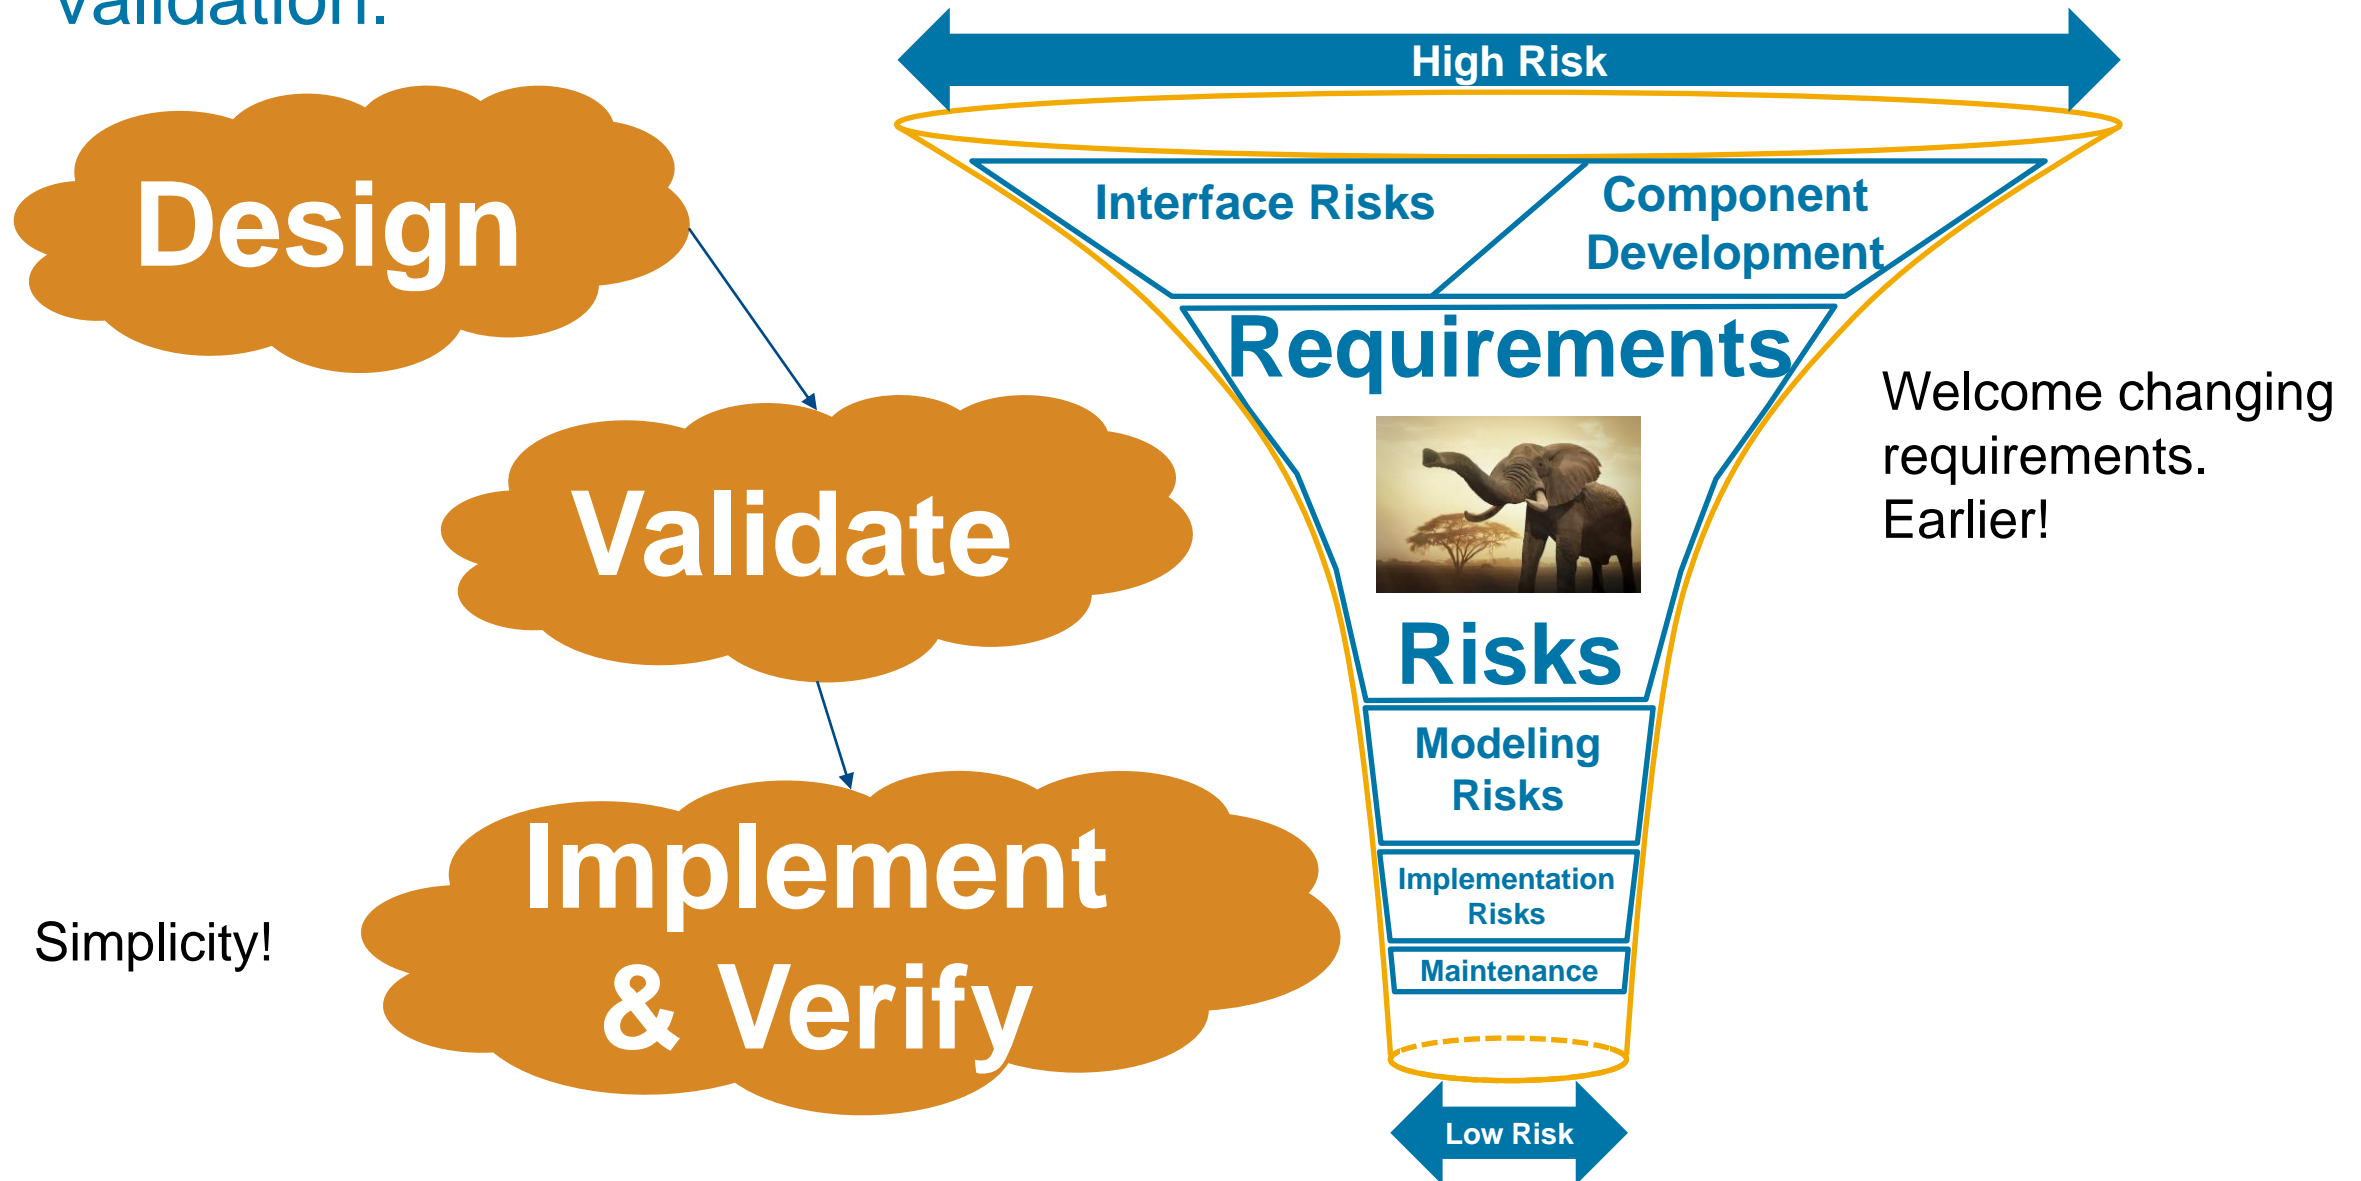 Validation.
High Risk
Design
Interface Risks
Component
Development
Requirements
Welcome changing
requirements.
Earlier!
Validate
Risks
Modeling
Risks
Implement
& Verify
Implementation
Risks
Simplicity!
Maintenance
Low Risk